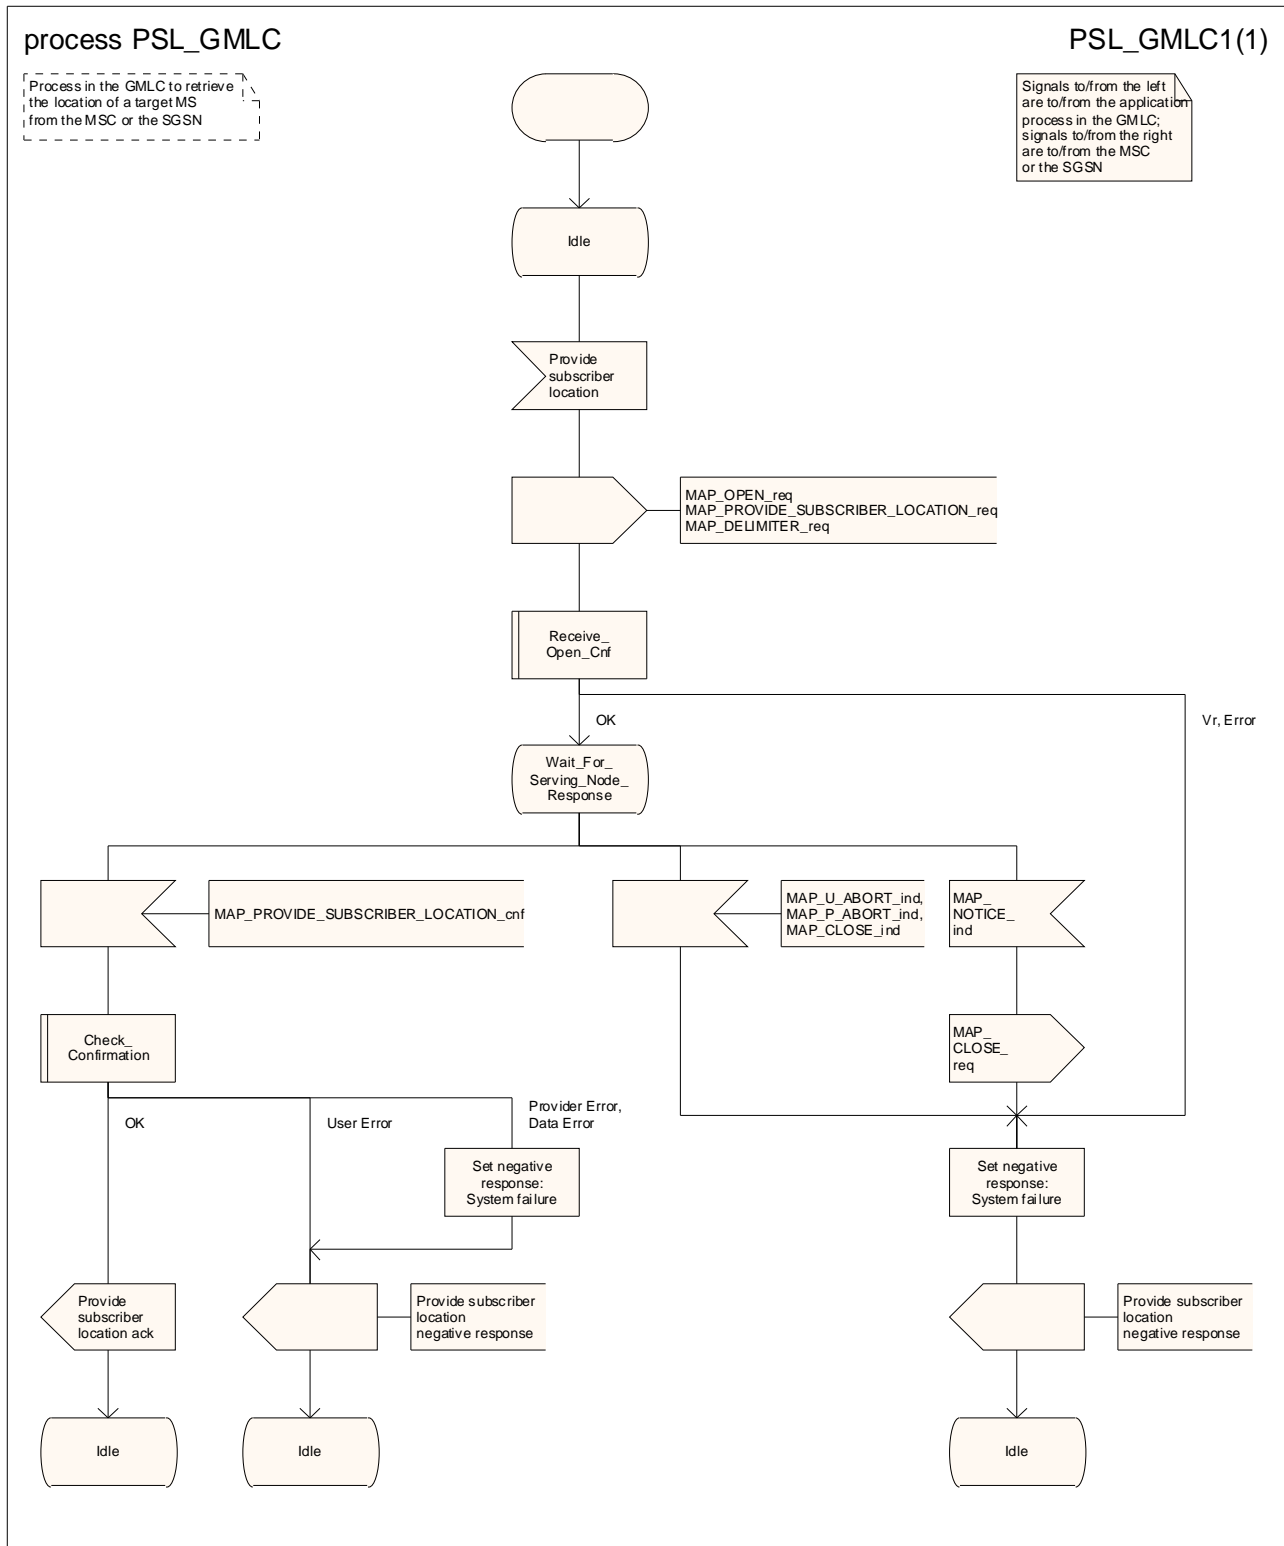 process PSL_GMLC
PSL_GMLC1(1)
Process in the GMLC to retrieve
the location of a target MS
from the MSC or the SGSN
Signals to/from the left
are to/from the application
process in the GMLC;
signals to/from the right
are to/from the MSC
or the SGSN
Idle
Provide
subscriber
location
MAP_OPEN_req
MAP_PROVIDE_SUBSCRIBER_LOCATION_req
MAP_DELIMITER_req
Receive_
Open_Cnf
OK
Vr, Error
Wait_For_
Serving_Node_
Response
MAP_PROVIDE_SUBSCRIBER_LOCATION_cnf
MAP_U_ABORT_ind,
MAP_P_ABORT_ind,
MAP_CLOSE_ind
MAP_
NOTICE_
ind
Check_
Confirmation
MAP_
CLOSE_
req
OK
User Error
Provider Error,
Data Error
Set negative
response:
System failure
Set negative
response:
System failure
Provide
subscriber
location ack
Provide subscriber
location
negative response
Provide subscriber
location
negative response
Idle
Idle
Idle